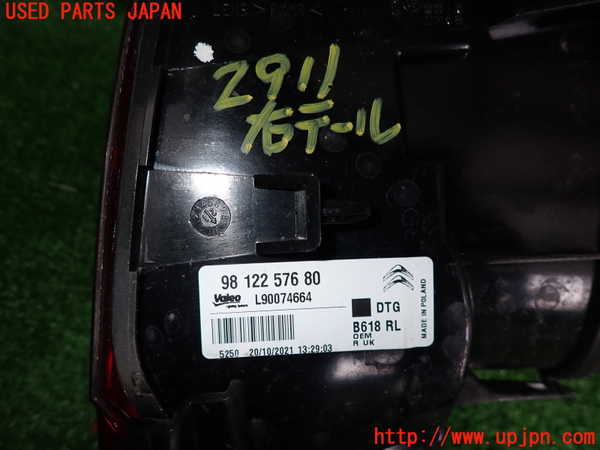 USED PARTS JAPAN
2911
右テール
98 122 576 80
Valeo L90074664
DTG
B618 RL
OEM
R UK
MADE IN POLAND
5250 20/10/2021 13:29:03
http://www.upjpn.com/